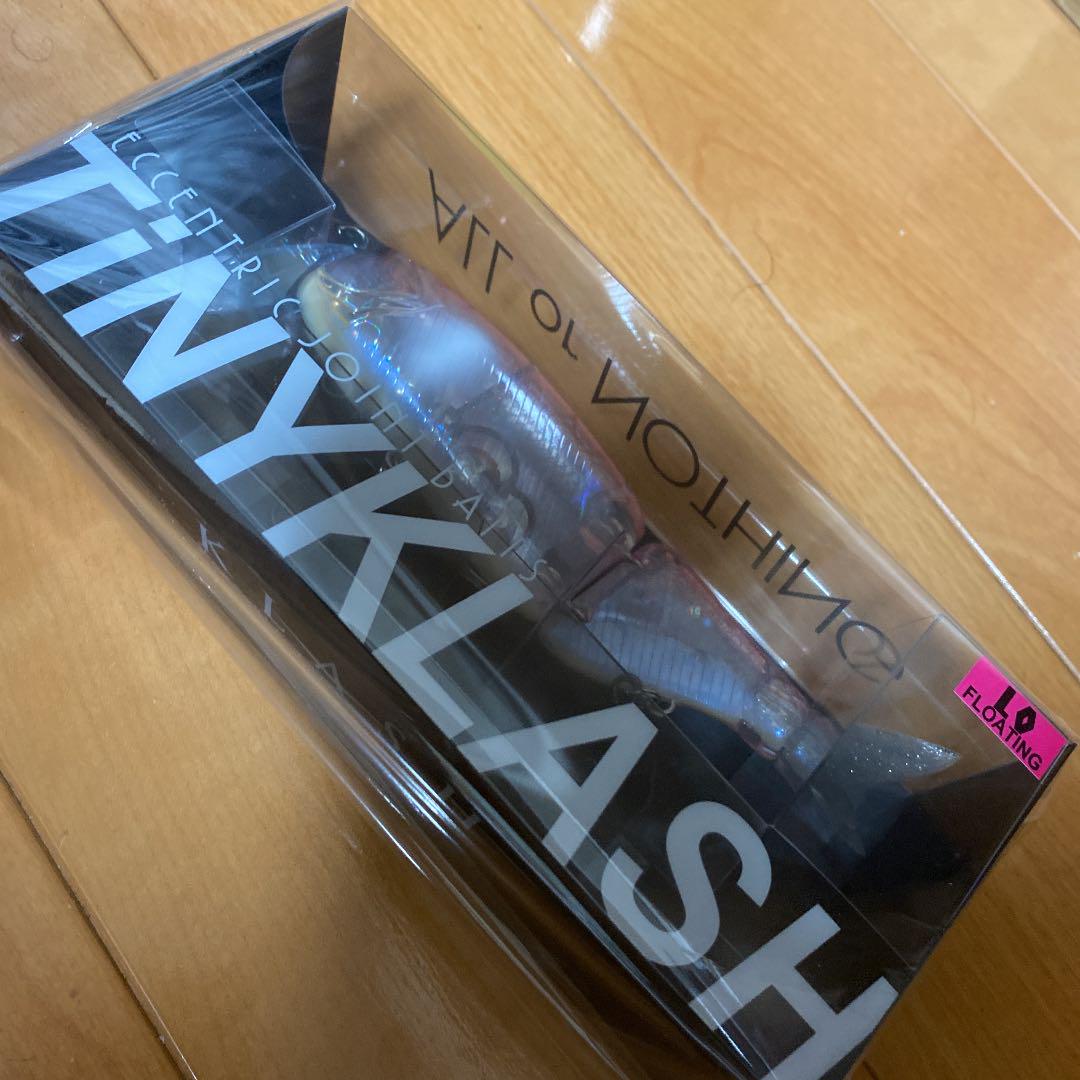 ECCENTRIC JOINT BAITS
TiNYKLASH
ALL or NOTHING
LO
FLOATING
K L A S H